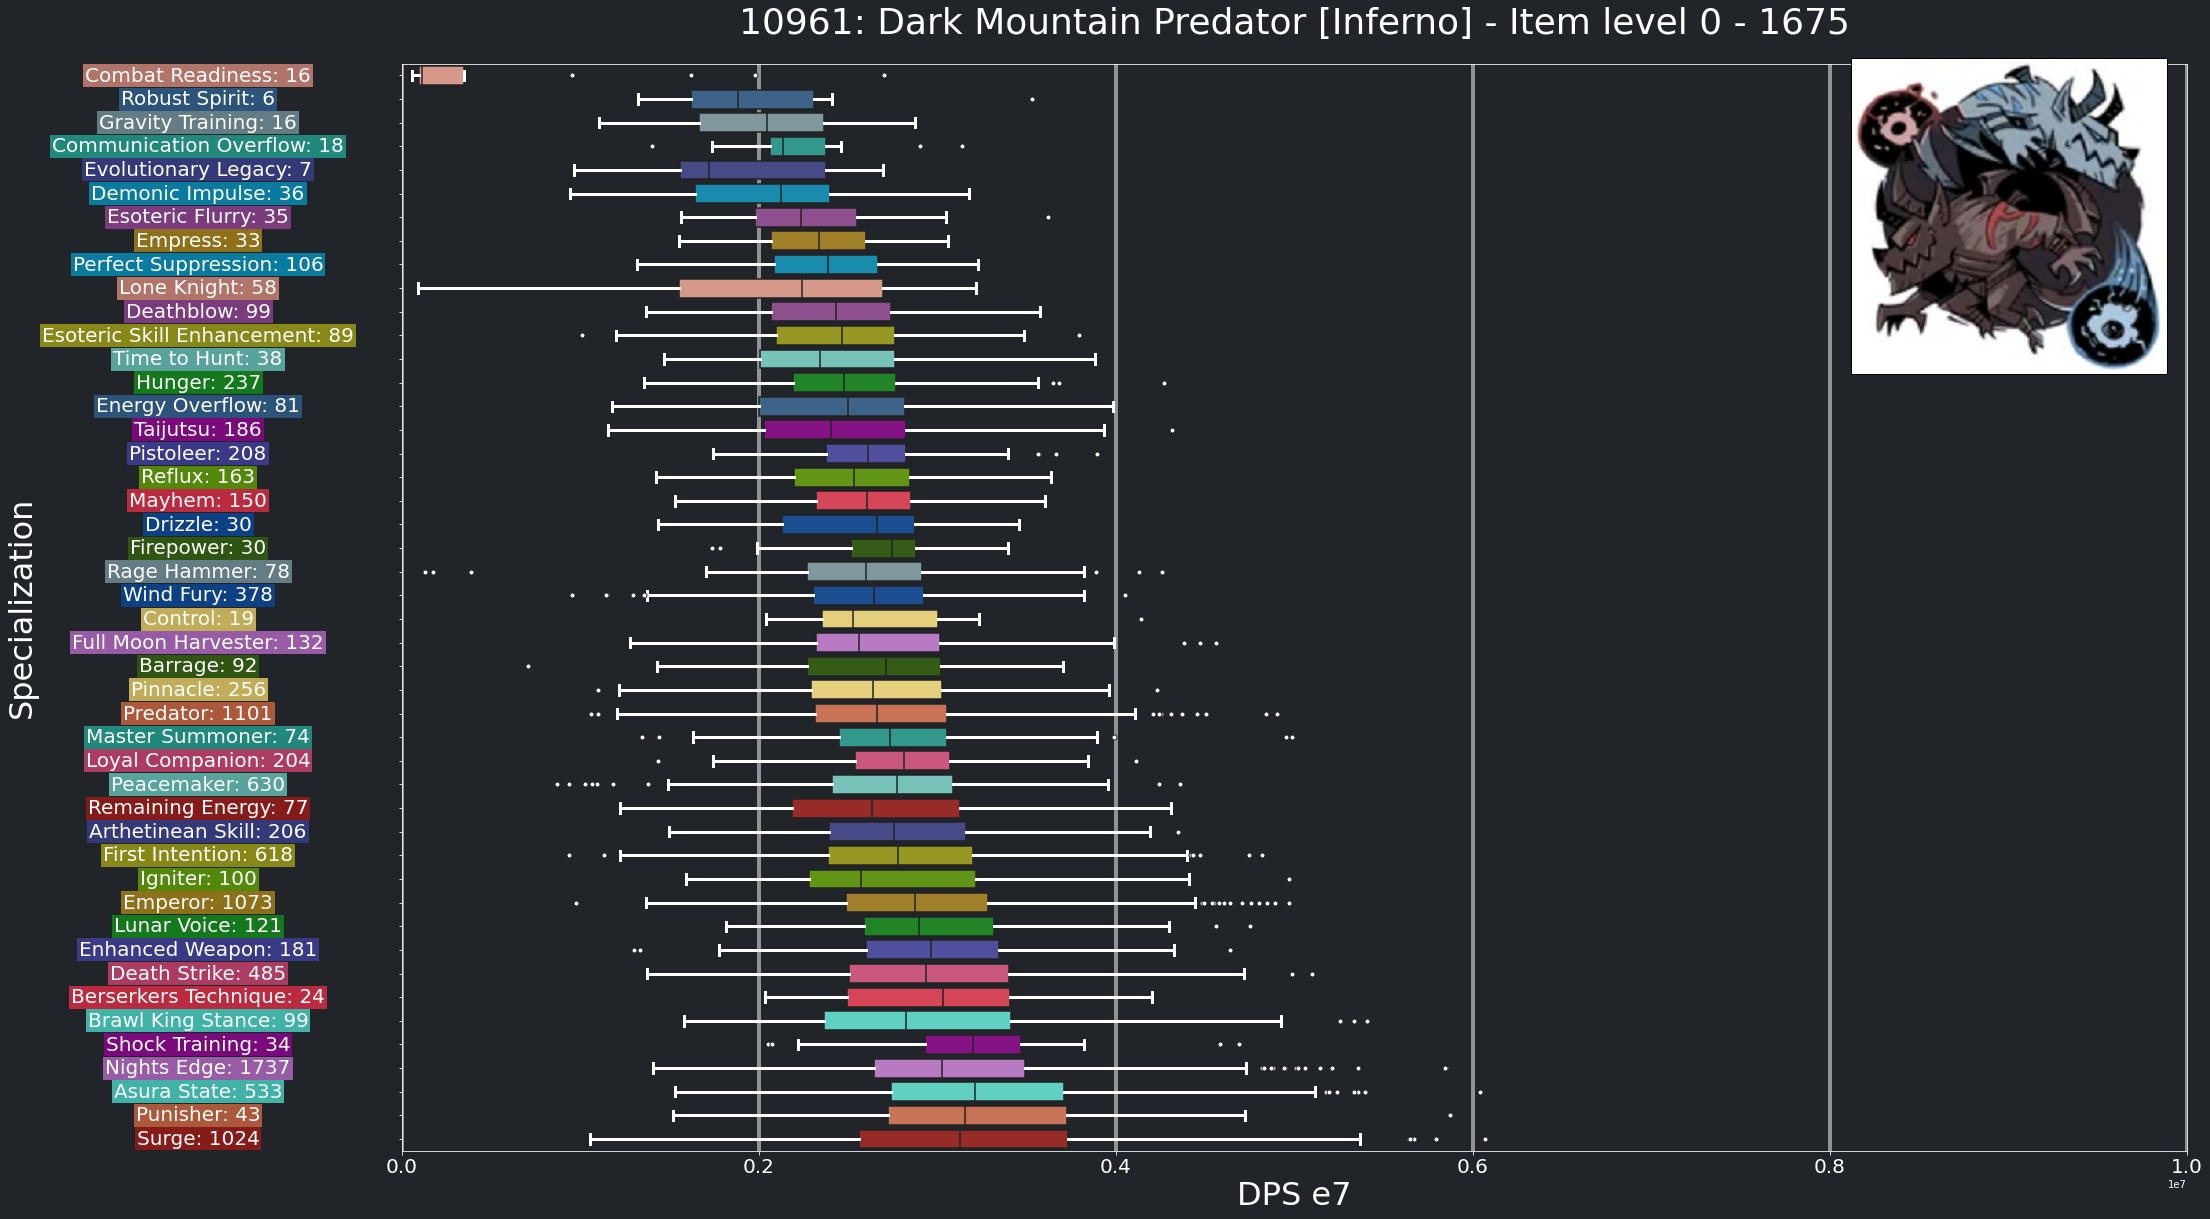 10961: Dark Mountain Predator [Inferno] - Item level 0 - 1675
Specialization
Combat Readiness: 16
Robust Spirit: 6
Gravity Training: 16
Communication Overflow: 18
Evolutionary Legacy: 7
Demonic Impulse: 36
Esoteric Flurry: 35
Empress: 33
Perfect Suppression: 106
Lone Knight: 58
Deathblow: 99
Esoteric Skill Enhancement: 89
Time to Hunt: 38
Hunger: 237
Energy Overflow: 81
Taijutsu: 186
Pistoleer: 208
Reflux: 163
Mayhem: 150
Drizzle: 30
Firepower: 30
Rage Hammer: 78
Wind Fury: 378
Control: 19
Full Moon Harvester: 132
Barrage: 92
Pinnacle: 256
Predator: 1101
Master Summoner: 74
Loyal Companion: 204
Peacemaker: 630
Remaining Energy: 77
Arthetinean Skill: 206
First Intention: 618
Igniter: 100
Emperor: 1073
Lunar Voice: 121
Enhanced Weapon: 181
Death Strike: 485
Berserkers Technique: 24
Brawl King Stance: 99
Shock Training: 34
Nights Edge: 1737
Asura State: 533
Punisher: 43
Surge: 1024
0.0 0.2 0.4 0.6 0.8 1.0
1e7
DPS e7